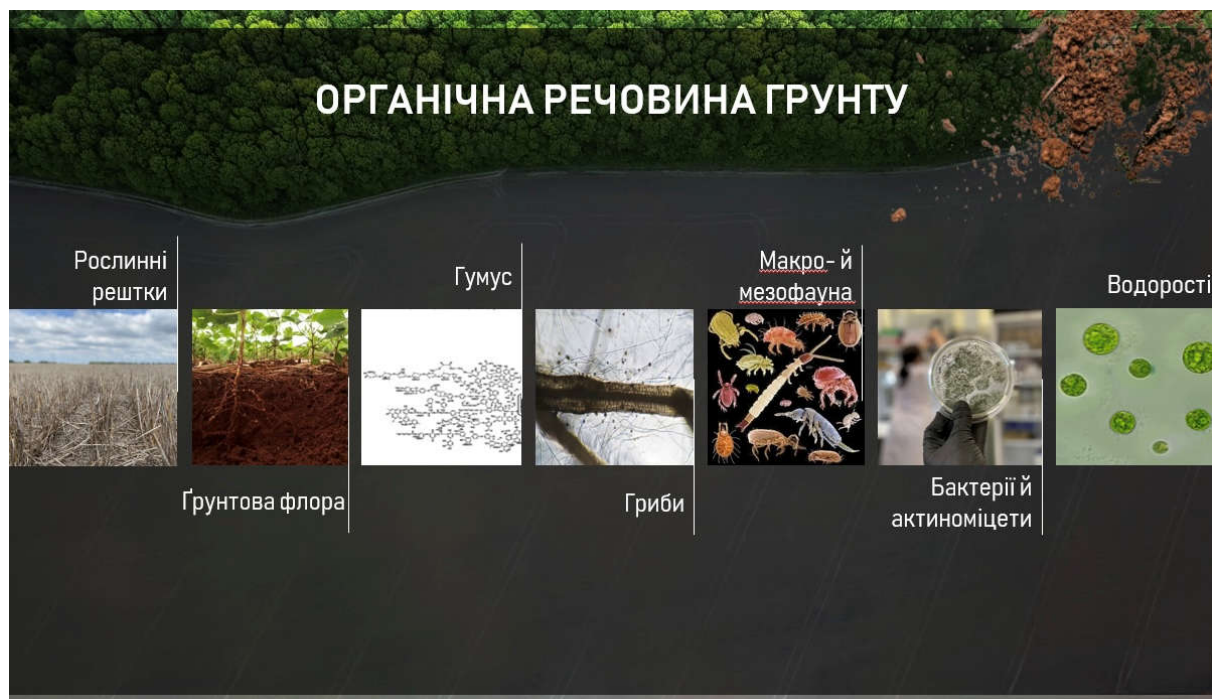 ОРГАНІЧНА РЕЧОВИНА ГРУНТУ
Рослинні
рештки
Ґрунтова флора
Гумус
Гриби
Макро- й
мезофауна
Бактерії й
актиноміцети
Водорості